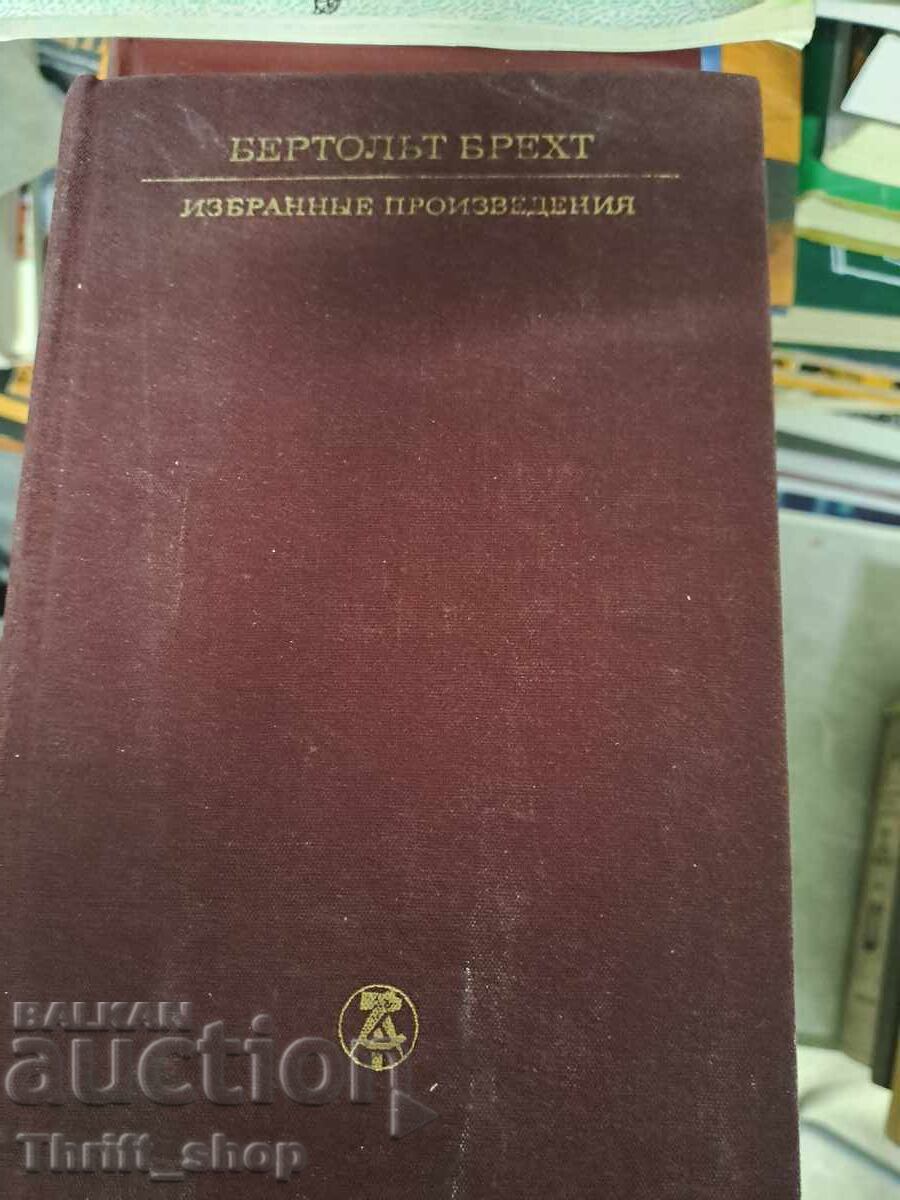 БЕРТОЛЬТ БРЕХТ
ИЗБРАННЫЕ ПРОИЗВЕДЕНИЯ
BALKAN
auction
Thrift_shop